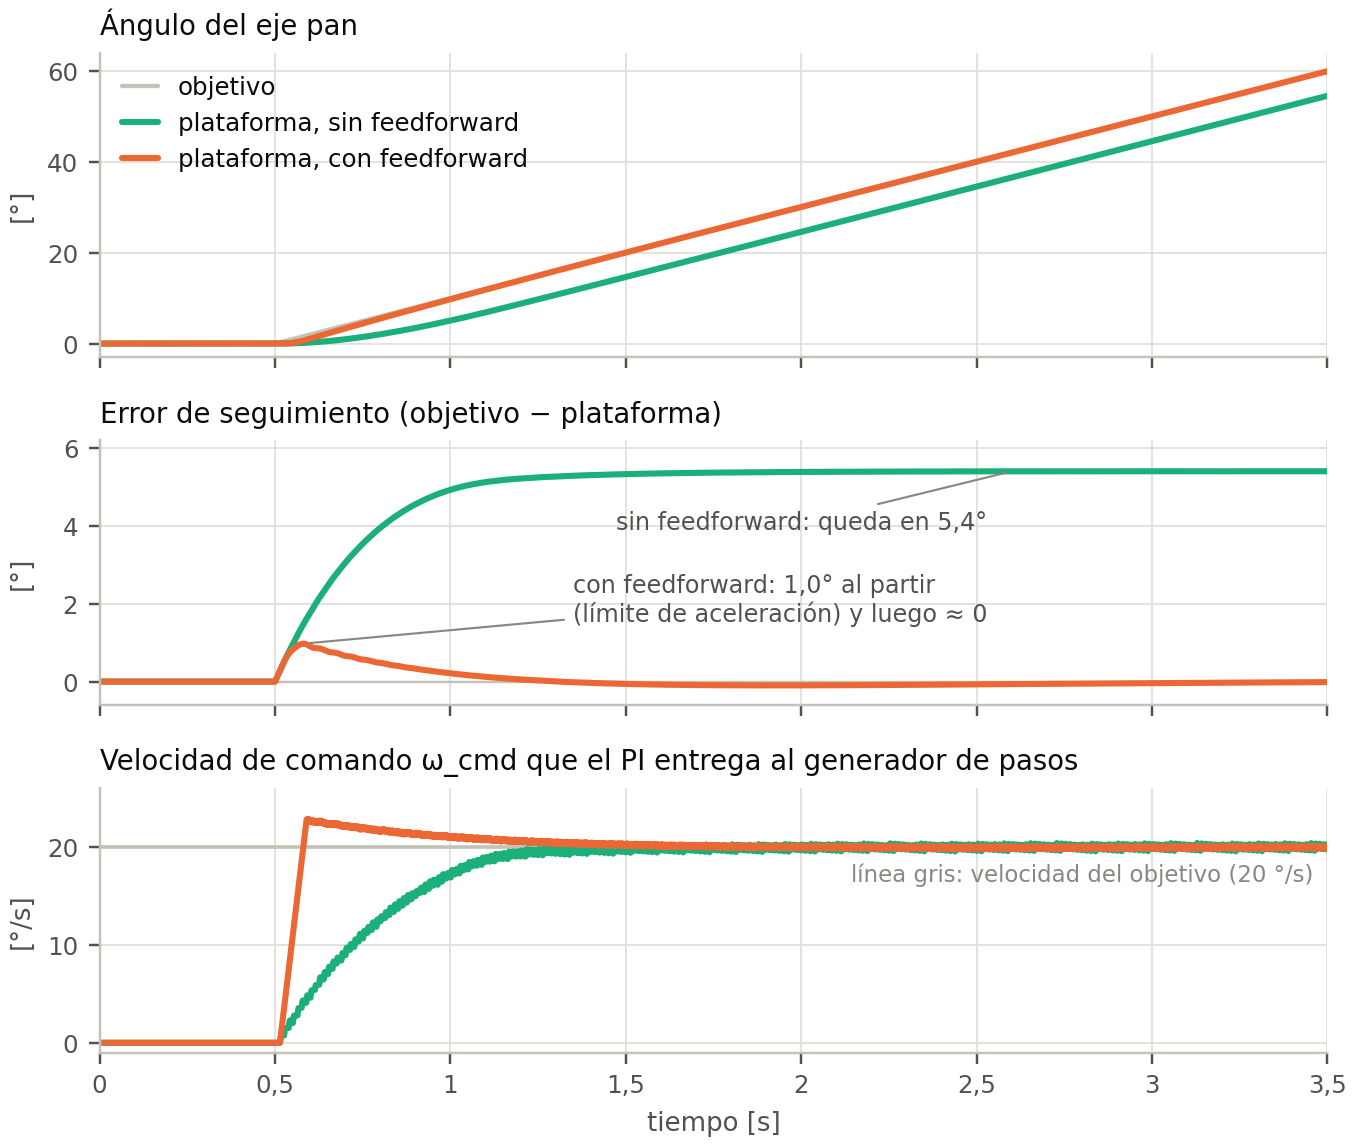 Ángulo del eje pan
60
40
20
0
[°]
objetivo
plataforma, sin feedforward
plataforma, con feedforward
Error de seguimiento (objetivo − plataforma)
6
4
2
0
[°]
sin feedforward: queda en 5,4°
con feedforward: 1,0° al partir
(límite de aceleración) y luego ≈ 0
Velocidad de comando ω_cmd que el PI entrega al generador de pasos
20
10
0
[°/s]
línea gris: velocidad del objetivo (20 °/s)
0 0,5 1 1,5 2 2,5 3 3,5
tiempo [s]